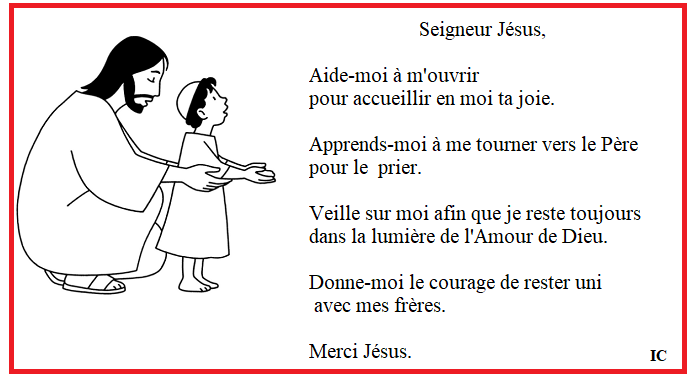 Seigneur Jésus,
Aide-moi à m'ouvrir
pour accueillir en moi ta joie.
Apprends-moi à me tourner vers le Père
pour le  prier.
Veille sur moi afin que je reste toujours
dans la lumière de l'Amour de Dieu.
Donne-moi le courage de rester uni
avec mes frères.
Merci Jésus.
IC